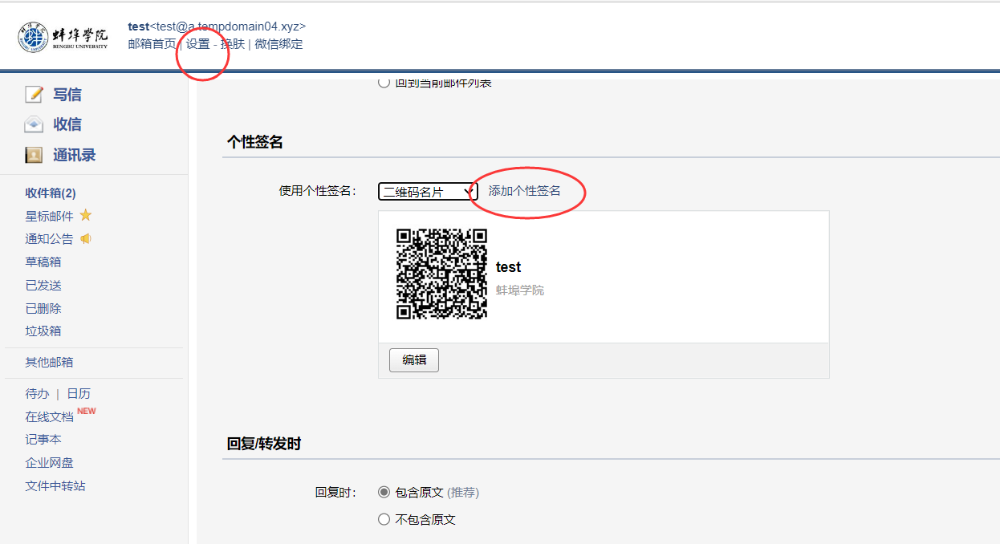 蚌埠学院
BENGBU UNIVERSITY
test<test@a.tempdomain04.xyz>
邮箱首页 | 设置 - 换肤 | 微信绑定
写信
收信
通讯录
收件箱(2)
星标邮件
通知公告
草稿箱
已发送
已删除
垃圾箱
其他邮箱
待办 | 日历
在线文档 NEW
记事本
企业网盘
文件中转站
回到当前邮件列表
个性签名
使用个性签名： 二维码名片 添加个性签名
test
蚌埠学院
编辑
回复/转发时
回复时： 包含原文 (推荐)
不包含原文